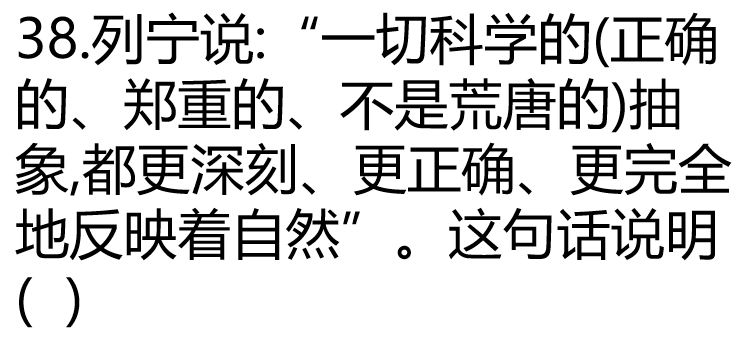 38.列宁说:“一切科学的(正确
的、郑重的、不是荒唐的)抽
象,都更深刻、更正确、更完全
地反映着自然”。这句话说明
( )